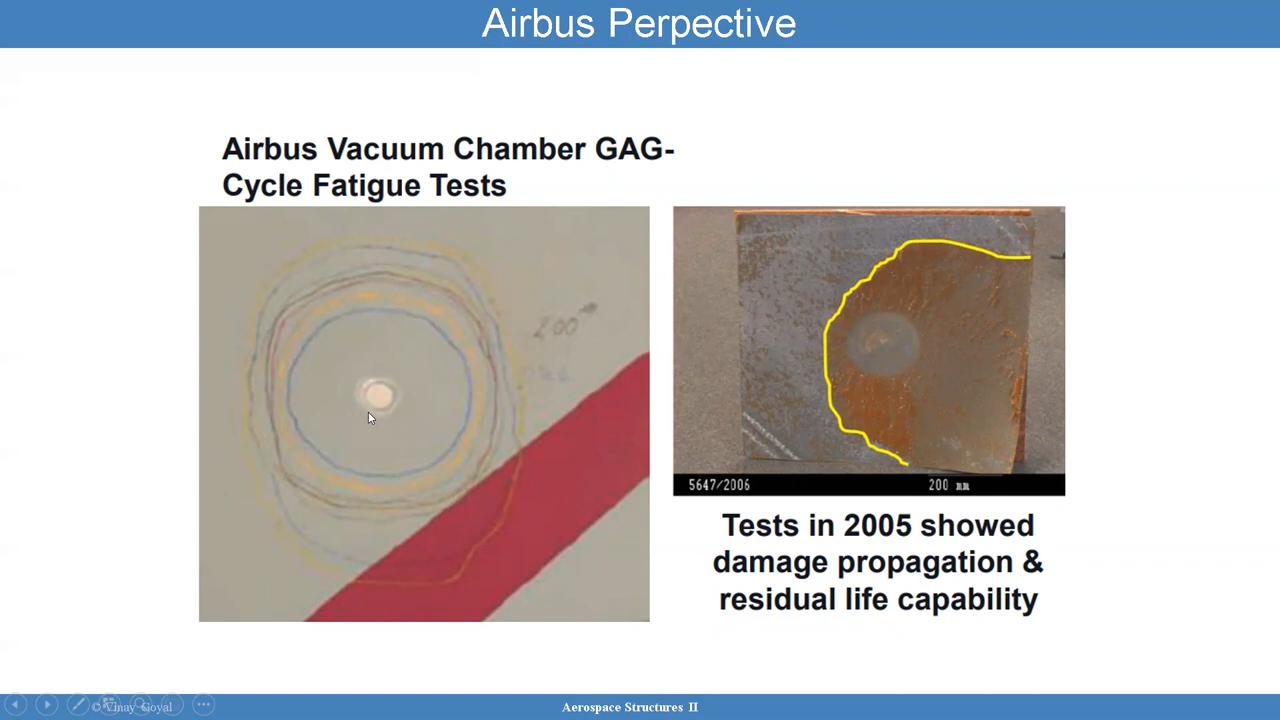 Airbus Perpective
Airbus Vacuum Chamber GAG-
Cycle Fatigue Tests
200
5647/2006
200 mm
Tests in 2005 showed
damage propagation &
residual life capability
© Vinay Goyal
Aerospace Structures II